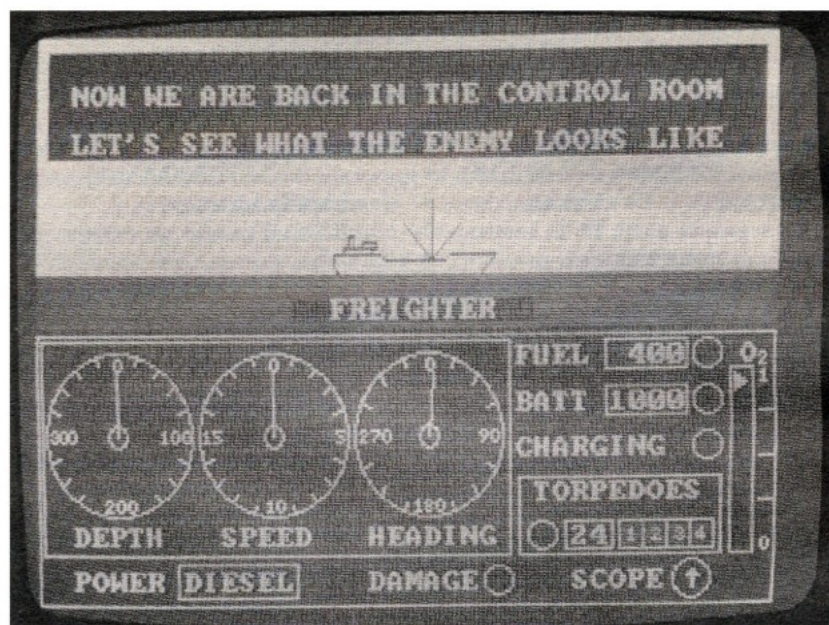 NOW WE ARE BACK IN THE CONTROL ROOM
LET'S SEE WHAT THE ENEMY LOOKS LIKE
FREIGHTER
0 0 0 FUEL 400 O2
300 100 15 5 270 90 BATT 1000 1
200 10 180 CHARGING
DEPTH SPEED HEADING TORPEDOES
24 1 2 3 4 0
POWER DIESEL DAMAGE SCOPE